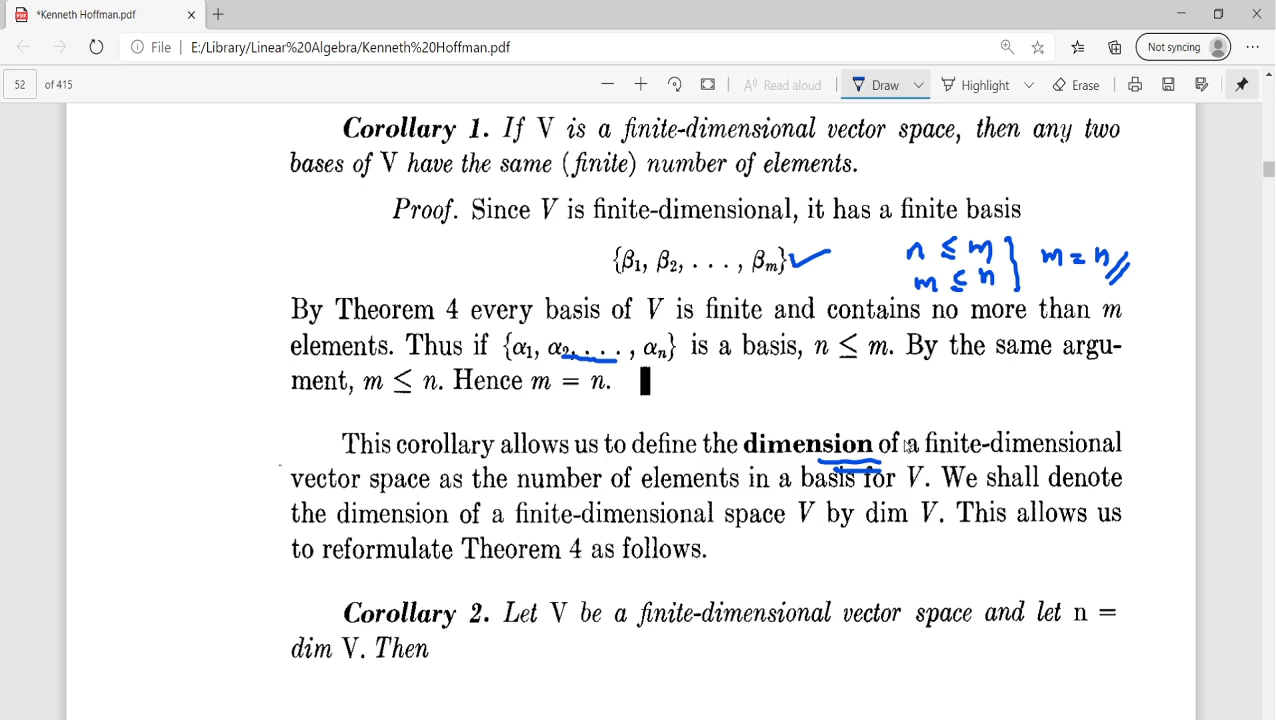 *Kenneth Hoffman.pdf
File | E:/Library/Linear%20Algebra/Kenneth%20Hoffman.pdf
Not syncing
52 of 415
Read aloud
Draw
Highlight
Erase
Corollary 1. If V is a finite-dimensional vector space, then any two
bases of V have the same (finite) number of elements.
Proof. Since V is finite-dimensional, it has a finite basis
{β₁, β₂, . . . , βₘ}
n ≤ m
m ≤ n
m = n //
By Theorem 4 every basis of V is finite and contains no more than m
elements. Thus if {α₁, α₂, . . . , αₙ} is a basis, n ≤ m. By the same argu-
ment, m ≤ n. Hence m = n. ∎
This corollary allows us to define the dimension of a finite-dimensional
vector space as the number of elements in a basis for V. We shall denote
the dimension of a finite-dimensional space V by dim V. This allows us
to reformulate Theorem 4 as follows.
Corollary 2. Let V be a finite-dimensional vector space and let n =
dim V. Then